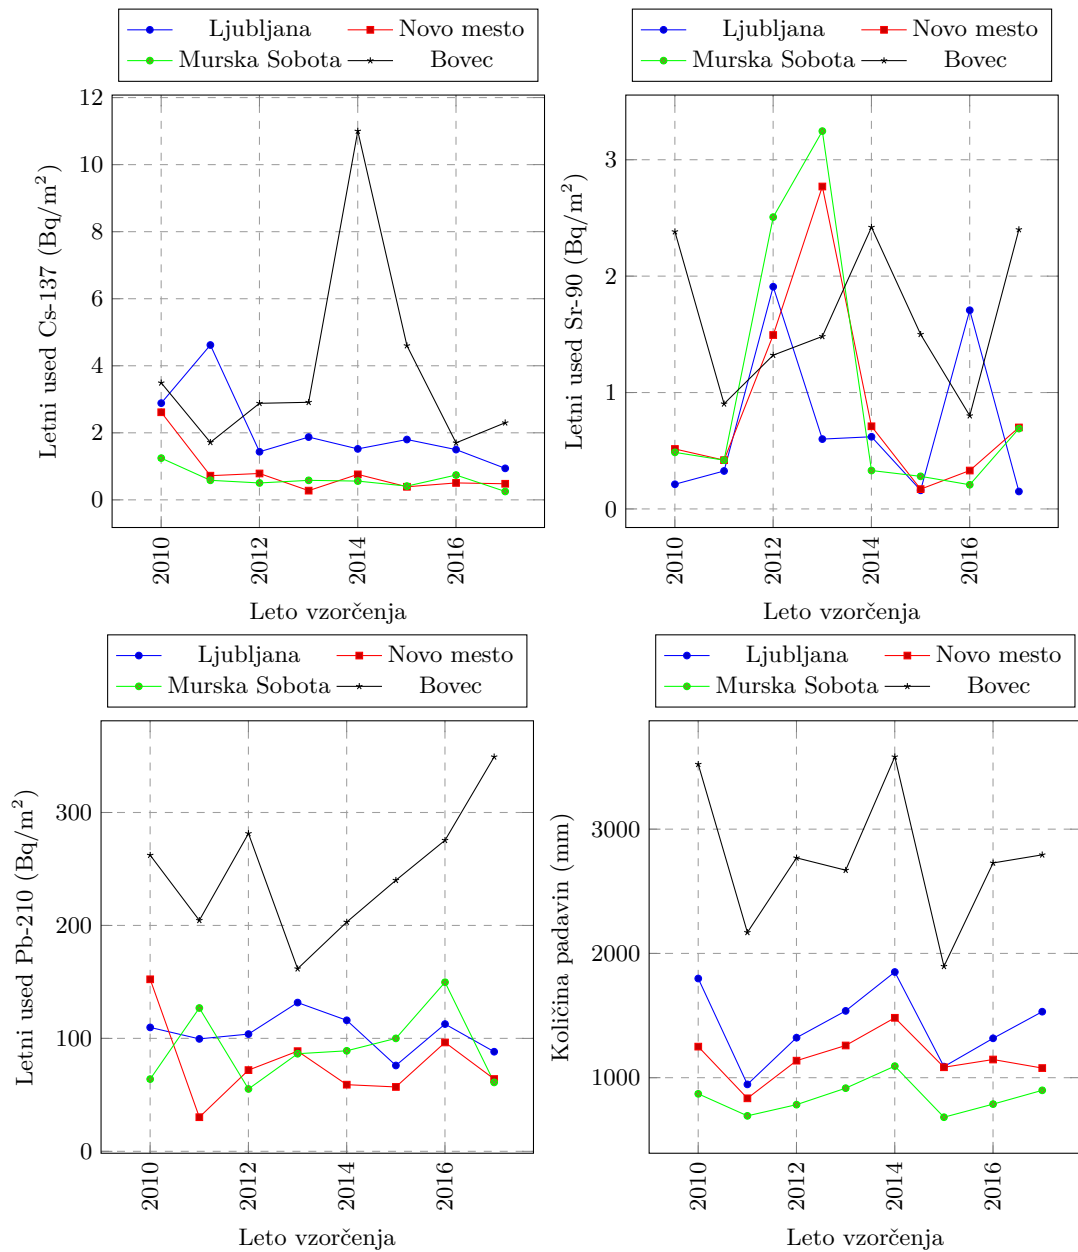 Ljubljana Novo mesto
Murska Sobota Bovec
12
10
8
6
4
2
0
Letni used Cs-137 (Bq/m²)
2010 2012 2014 2016
Leto vzorčenja
Ljubljana Novo mesto
Murska Sobota Bovec
3
2
1
0
Letni used Sr-90 (Bq/m²)
2010 2012 2014 2016
Leto vzorčenja
Ljubljana Novo mesto
Murska Sobota Bovec
300
200
100
0
Letni used Pb-210 (Bq/m²)
2010 2012 2014 2016
Leto vzorčenja
Ljubljana Novo mesto
Murska Sobota Bovec
3000
2000
1000
Količina padavin (mm)
2010 2012 2014 2016
Leto vzorčenja